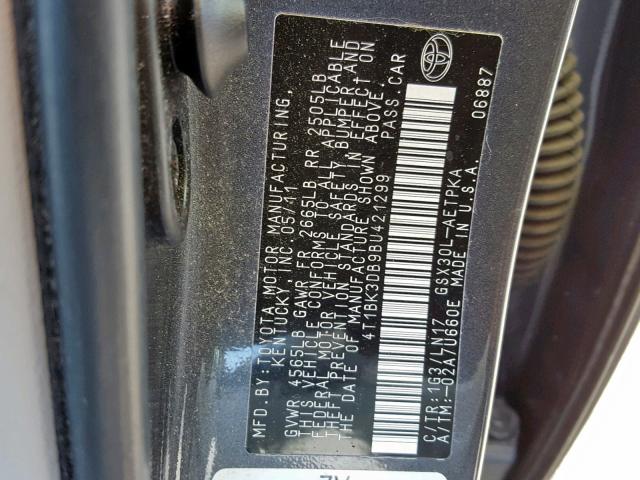 MFD.BY:TOYOTA MOTOR MANUFACTURING,
KENTUCKY, INC. 05/11
GVWR 4565LB GAWR FR 2665LB RR 2505LB
THIS VEHICLE CONFORMS TO ALL APPLICABLE
FEDERAL MOTOR VEHICLE SAFETY BUMPER AND
THEFT PREVENTION STANDARDS IN EFFECT ON
THE DATE OF MANUFACTURE SHOWN ABOVE.
4T1BK3DB9BU421299 PASS.CAR
C/TR:1G3/LN17 GSX30L-AETPKA
A/TM:-02A/U660E MADE IN U.S.A.
06887